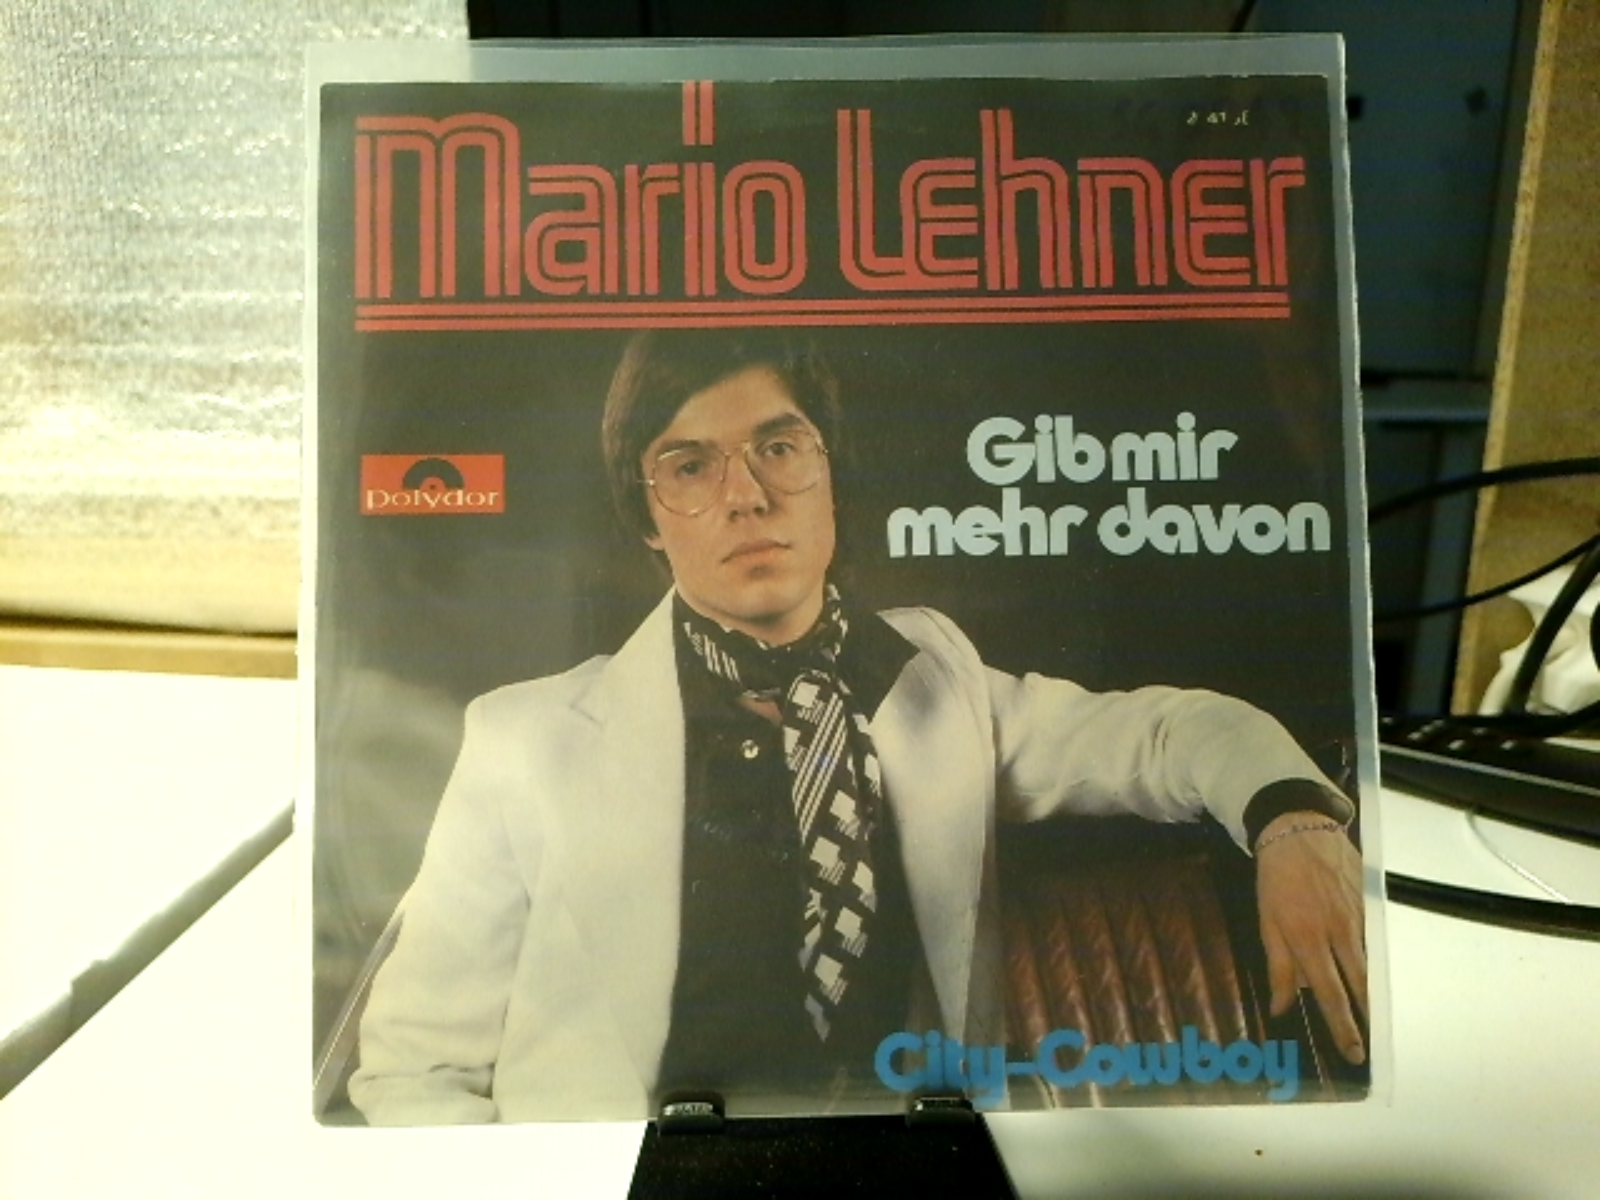 Mario Lehner
Gib mir
mehr davon
polydor
City-Cowboy